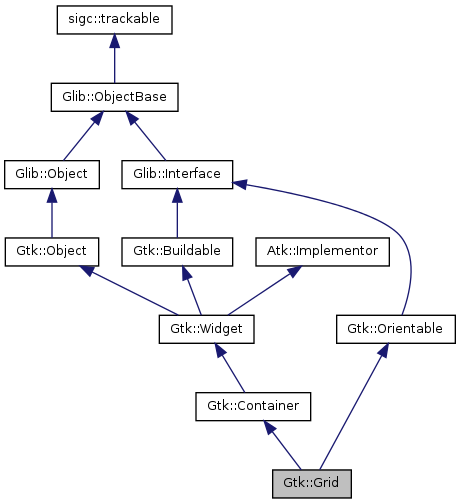 sigc::trackable
Glib::ObjectBase
Glib::Object
Glib::Interface
Gtk::Object
Gtk::Buildable
Atk::Implementor
Gtk::Widget
Gtk::Orientable
Gtk::Container
Gtk::Grid